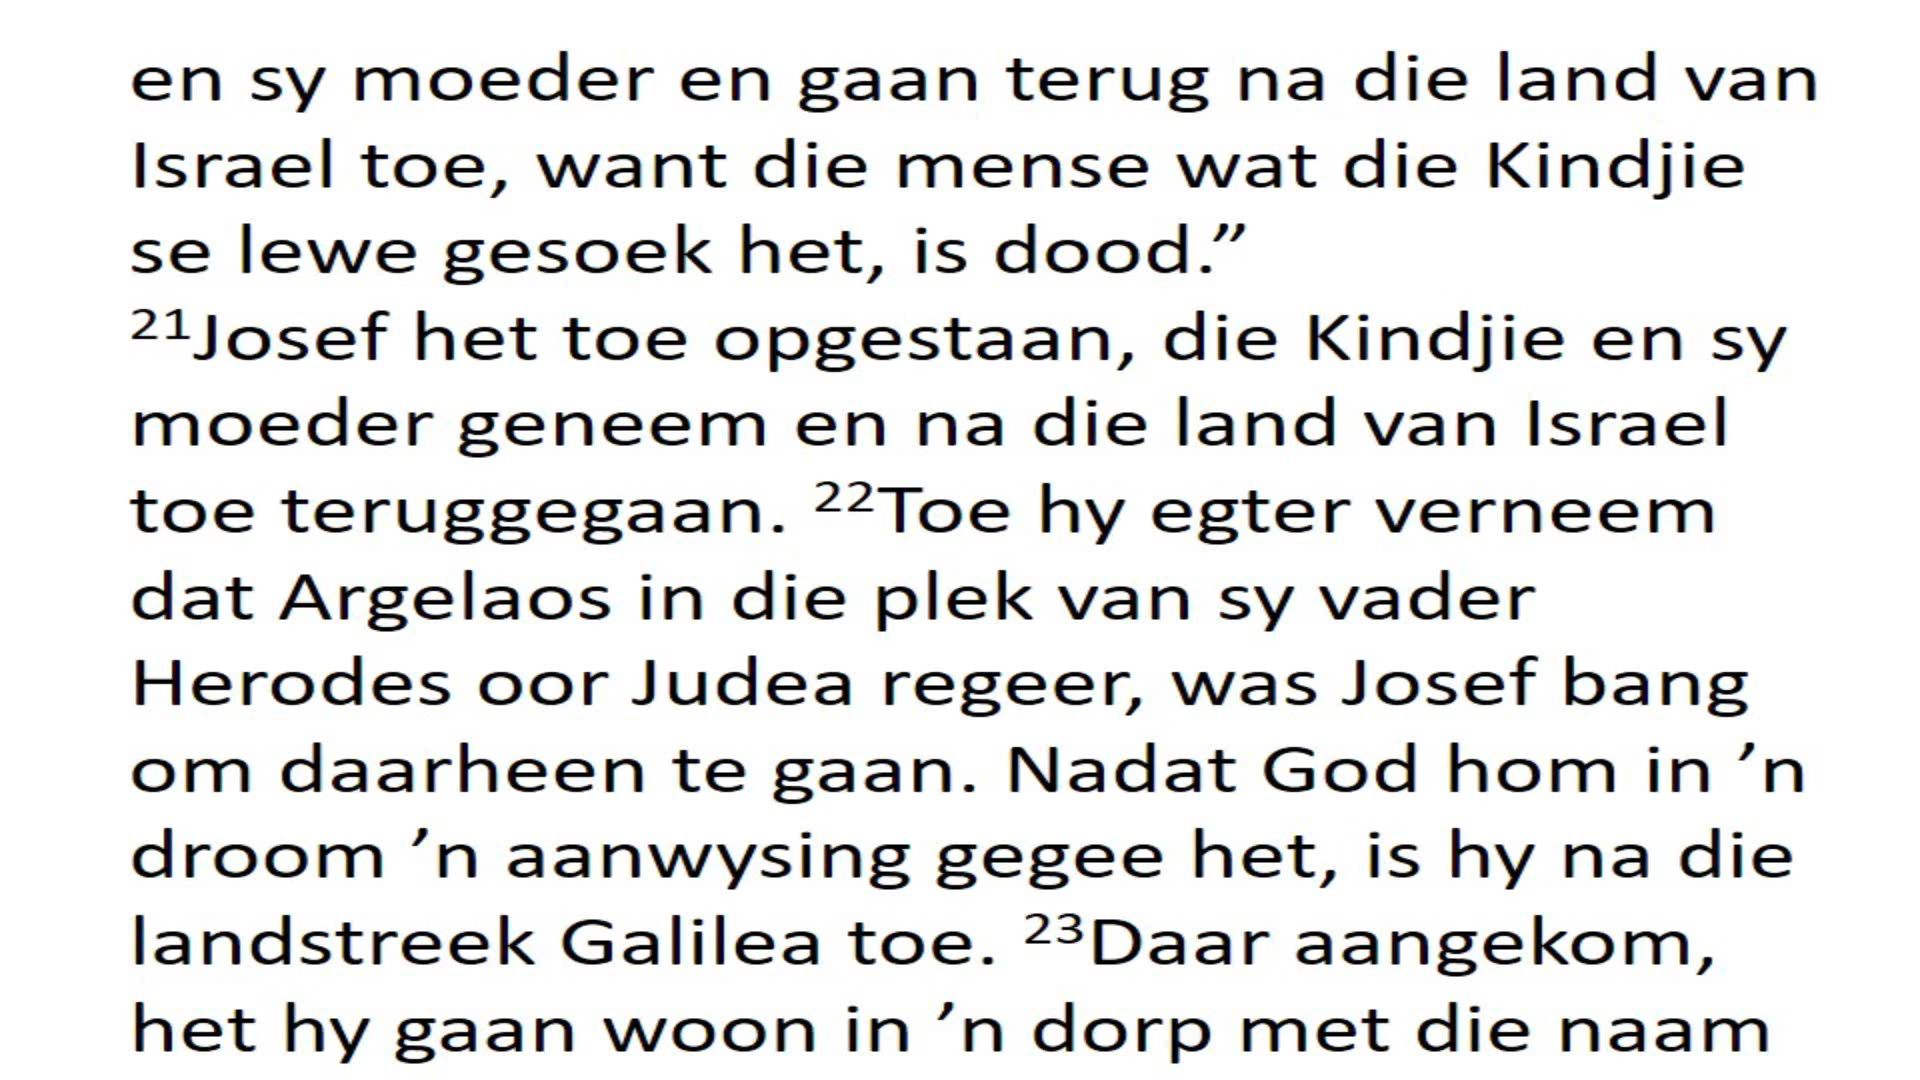 en sy moeder en gaan terug na die land van
Israel toe, want die mense wat die Kindjie
se lewe gesoek het, is dood.”
²¹Josef het toe opgestaan, die Kindjie en sy
moeder geneem en na die land van Israel
toe teruggegaan. ²²Toe hy egter verneem
dat Argelaos in die plek van sy vader
Herodes oor Judea regeer, was Josef bang
om daarheen te gaan. Nadat God hom in ’n
droom ’n aanwysing gegee het, is hy na die
landstreek Galilea toe. ²³Daar aangekom,
het hy gaan woon in ’n dorp met die naam